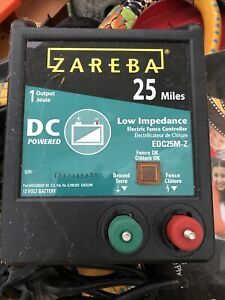 ZAREBA®
1 Output
Joule
25 Miles
DC
POWERED
Low Impedance
Electric Fence Controller
Électrificateur de Clôture
EDC25M-Z
S/N:
Fence OK
Clôture OK
Ground
Terre
Fence
Clôture
12 VOLT BATTERY